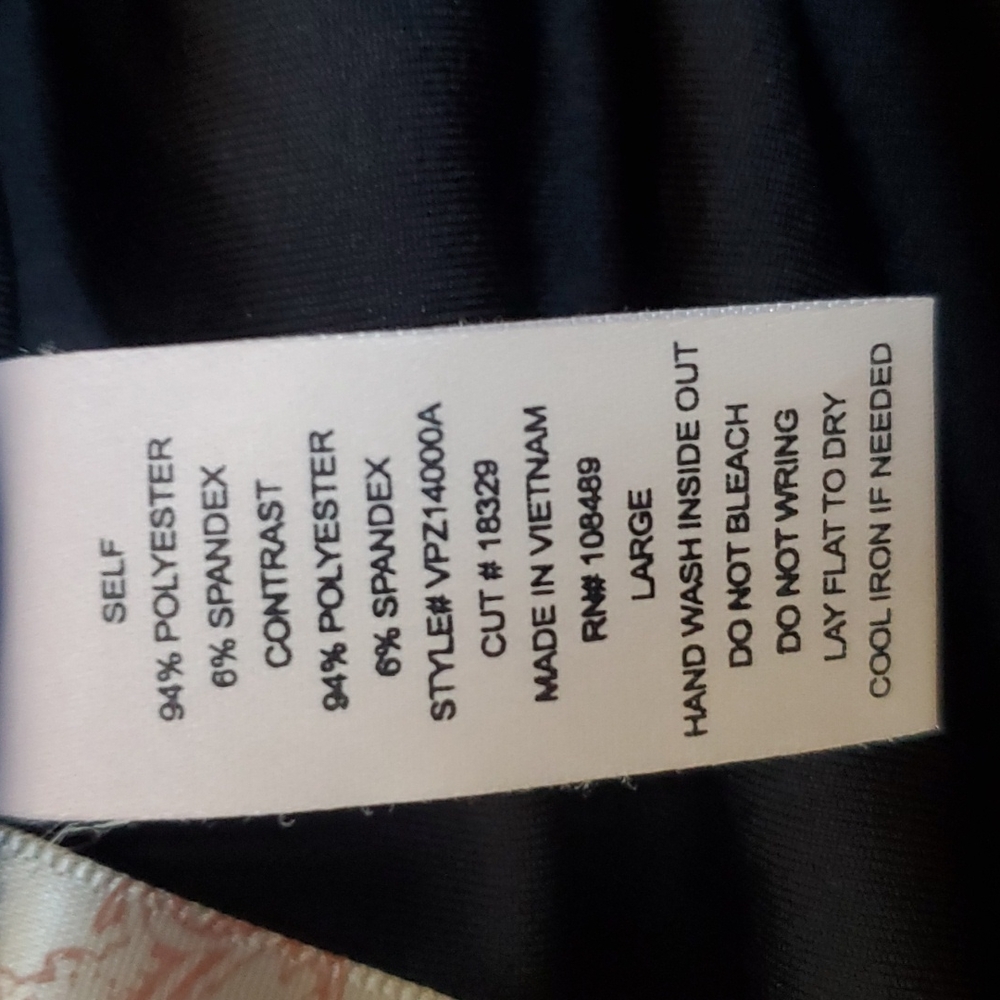 SELF
94% POLYESTER
6% SPANDEX
CONTRAST
94% POLYESTER
6% SPANDEX
STYLE# VPZ14000A
CUT # 18329
MADE IN VIETNAM
RN# 108489
LARGE
HAND WASH INSIDE OUT
DO NOT BLEACH
DO NOT WRING
LAY FLAT TO DRY
COOL IRON IF NEEDED